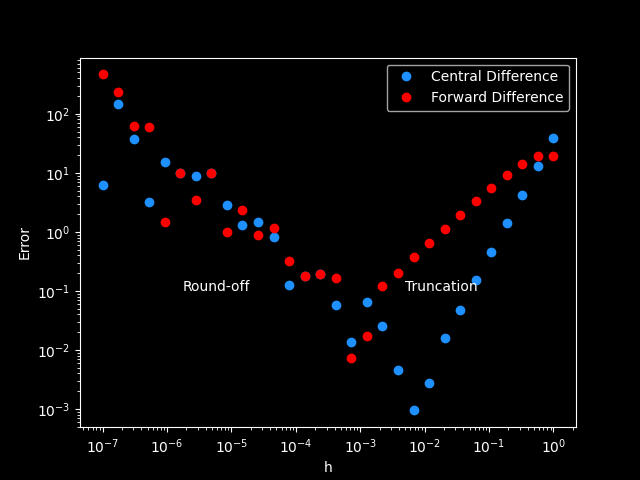 Central Difference
Forward Difference
Error
10²
10¹
10⁰
10⁻¹
10⁻²
10⁻³
Round-off
Truncation
10⁻⁷
10⁻⁶
10⁻⁵
10⁻⁴
10⁻³
10⁻²
10⁻¹
10⁰
h